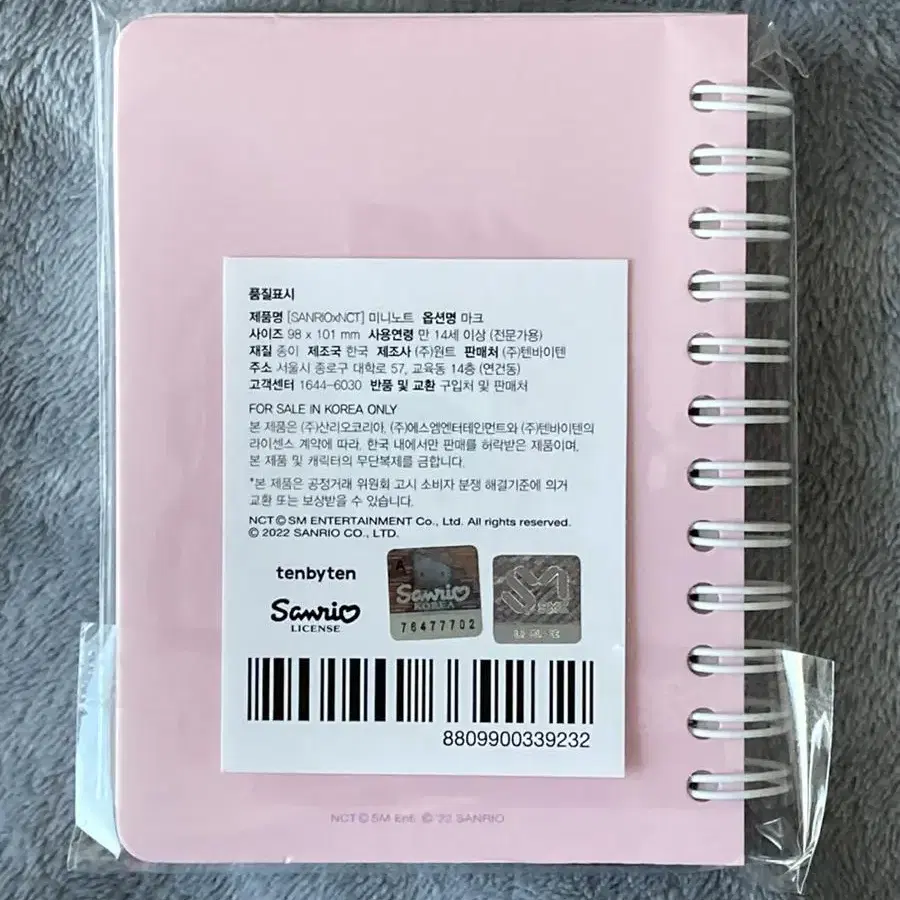 품질표시
제품명 [SANRIOxNCT] 미니노트 옵션명 마크
사이즈 98 x 101 mm 사용연령 만 14세 이상 (전문가용)
재질 종이 제조국 한국 제조사 (주)원트 판매처 (주)텐바이텐
주소 서울시 종로구 대학로 57, 교육동 14층 (연건동)
고객센터 1644-6030 반품 및 교환 구입처 및 판매처
FOR SALE IN KOREA ONLY
본 제품은 (주)산리오코리아, (주)에스엠엔터테인먼트와 (주)텐바이텐의
라이센스 계약에 따라, 한국 내에서만 판매를 허락받은 제품이며,
본 제품 및 캐릭터의 무단복제를 금합니다.
*본 제품은 공정거래 위원회 고시 소비자 분쟁 해결기준에 의거
교환 또는 보상받을 수 있습니다.
NCT©SM ENTERTAINMENT Co., Ltd. All rights reserved.
© 2022 SANRIO CO., LTD.
tenbyten
Sanrio
LICENSE
A
Sanrio
KOREA
76477702
8809900339232
NCT©SM Ent. © '22 SANRIO